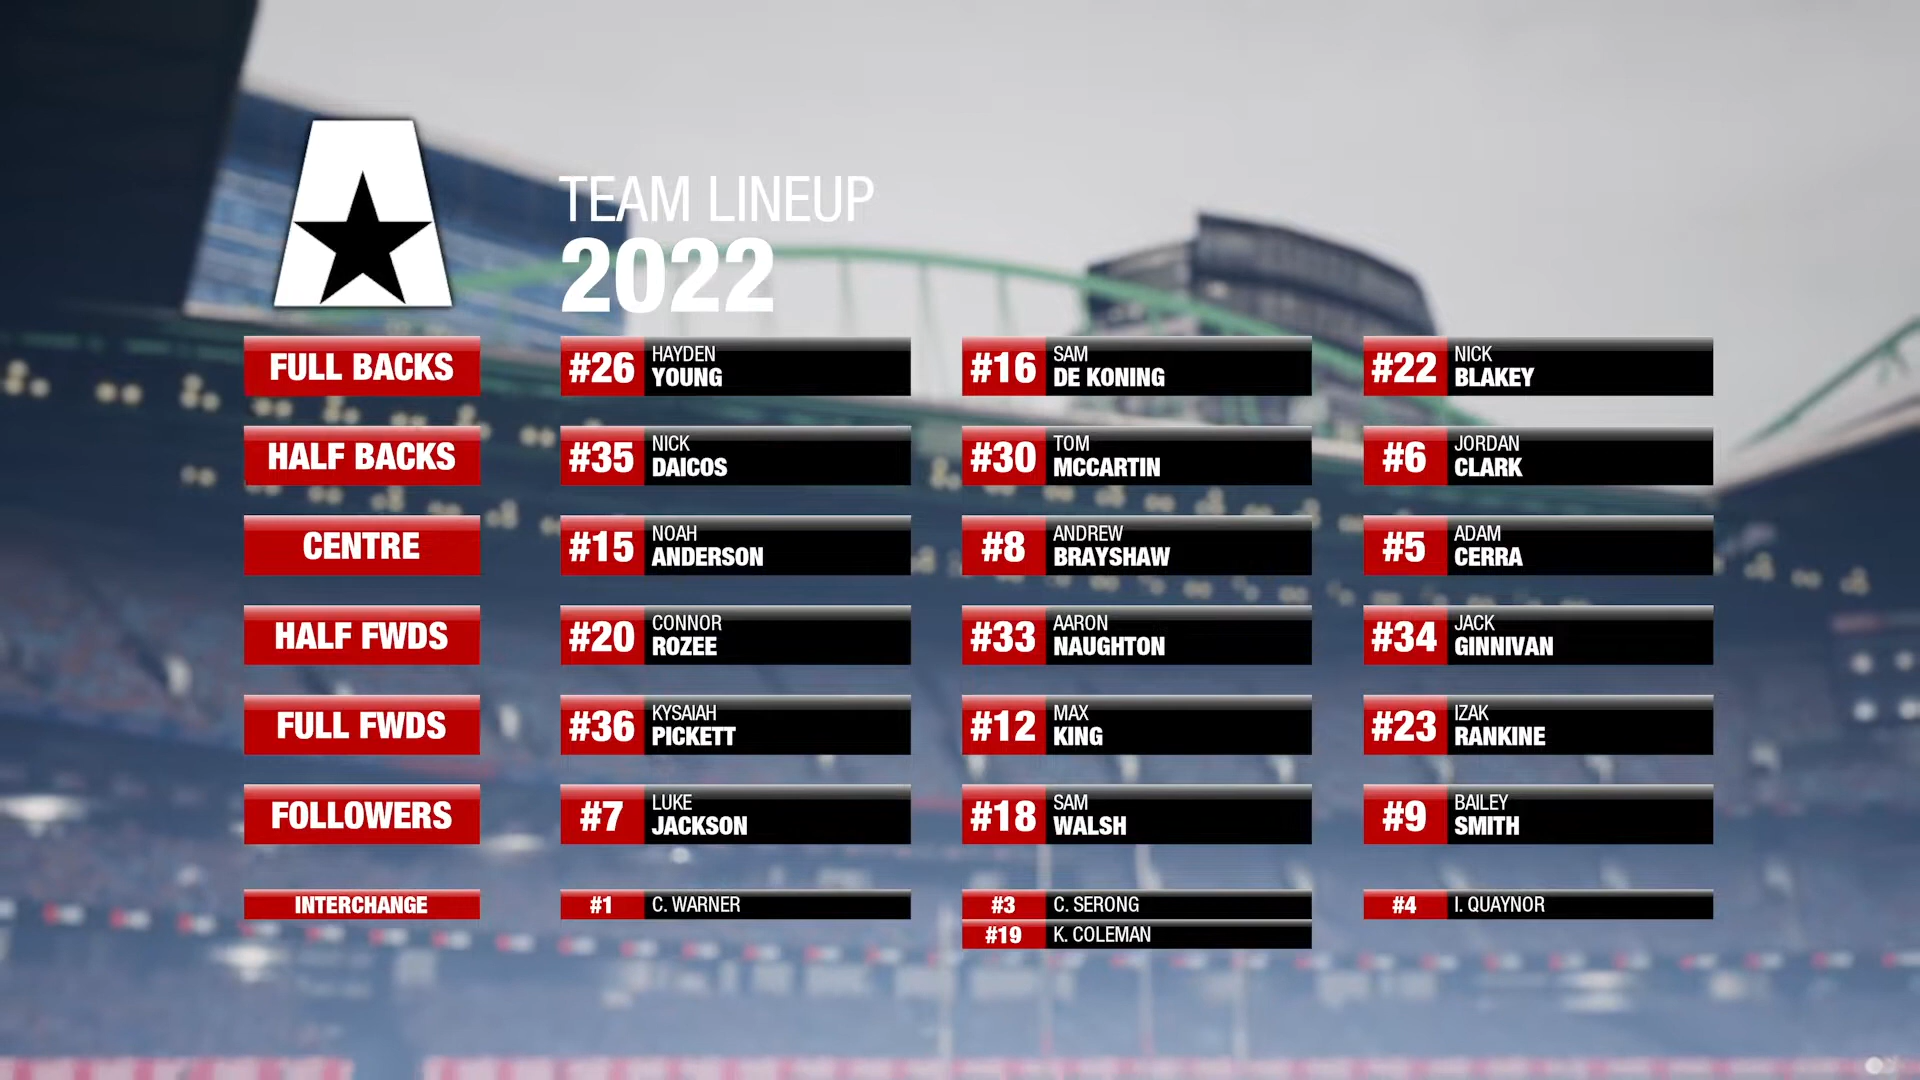 TEAM LINEUP
2022
FULL BACKS
#26 HAYDEN YOUNG
#16 SAM DE KONING
#22 NICK BLAKEY
HALF BACKS
#35 NICK DAICOS
#30 TOM MCCARTIN
#6 JORDAN CLARK
CENTRE
#15 NOAH ANDERSON
#8 ANDREW BRAYSHAW
#5 ADAM CERRA
HALF FWDS
#20 CONNOR ROZEE
#33 AARON NAUGHTON
#34 JACK GINNIVAN
FULL FWDS
#36 KYSAIAH PICKETT
#12 MAX KING
#23 IZAK RANKINE
FOLLOWERS
#7 LUKE JACKSON
#18 SAM WALSH
#9 BAILEY SMITH
INTERCHANGE
#1 C. WARNER
#3 C. SERONG
#4 I. QUAYNOR
#19 K. COLEMAN